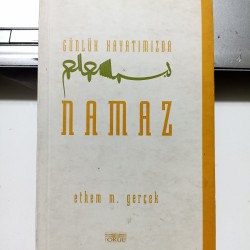 GÜNLÜK HAYATIMIZDA
NAMAZ
ethem m. gerçek